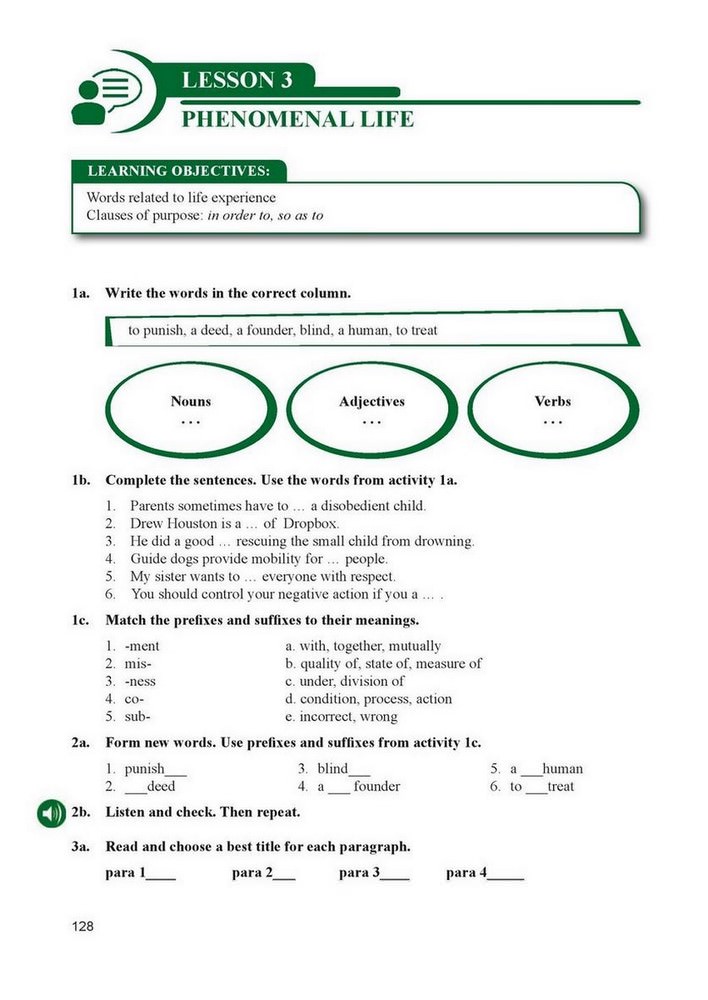 LESSON 3
PHENOMENAL LIFE
LEARNING OBJECTIVES:
Words related to life experience
Clauses of purpose: in order to, so as to
1a. Write the words in the correct column.
to punish, a deed, a founder, blind, a human, to treat
Nouns Adjectives Verbs
... ... ...
1b. Complete the sentences. Use the words from activity 1a.
1. Parents sometimes have to … a disobedient child.
2. Drew Houston is a … of Dropbox.
3. He did a good … rescuing the small child from drowning.
4. Guide dogs provide mobility for … people.
5. My sister wants to … everyone with respect.
6. You should control your negative action if you a … .
1c. Match the prefixes and suffixes to their meanings.
1. -ment a. with, together, mutually
2. mis- b. quality of, state of, measure of
3. -ness c. under, division of
4. co- d. condition, process, action
5. sub- e. incorrect, wrong
2a. Form new words. Use prefixes and suffixes from activity 1c.
1. punish___ 3. blind___ 5. a ___human
2. ___deed 4. a ___ founder 6. to ___treat
2b. Listen and check. Then repeat.
3a. Read and choose a best title for each paragraph.
para 1____ para 2___ para 3____ para 4_____
128